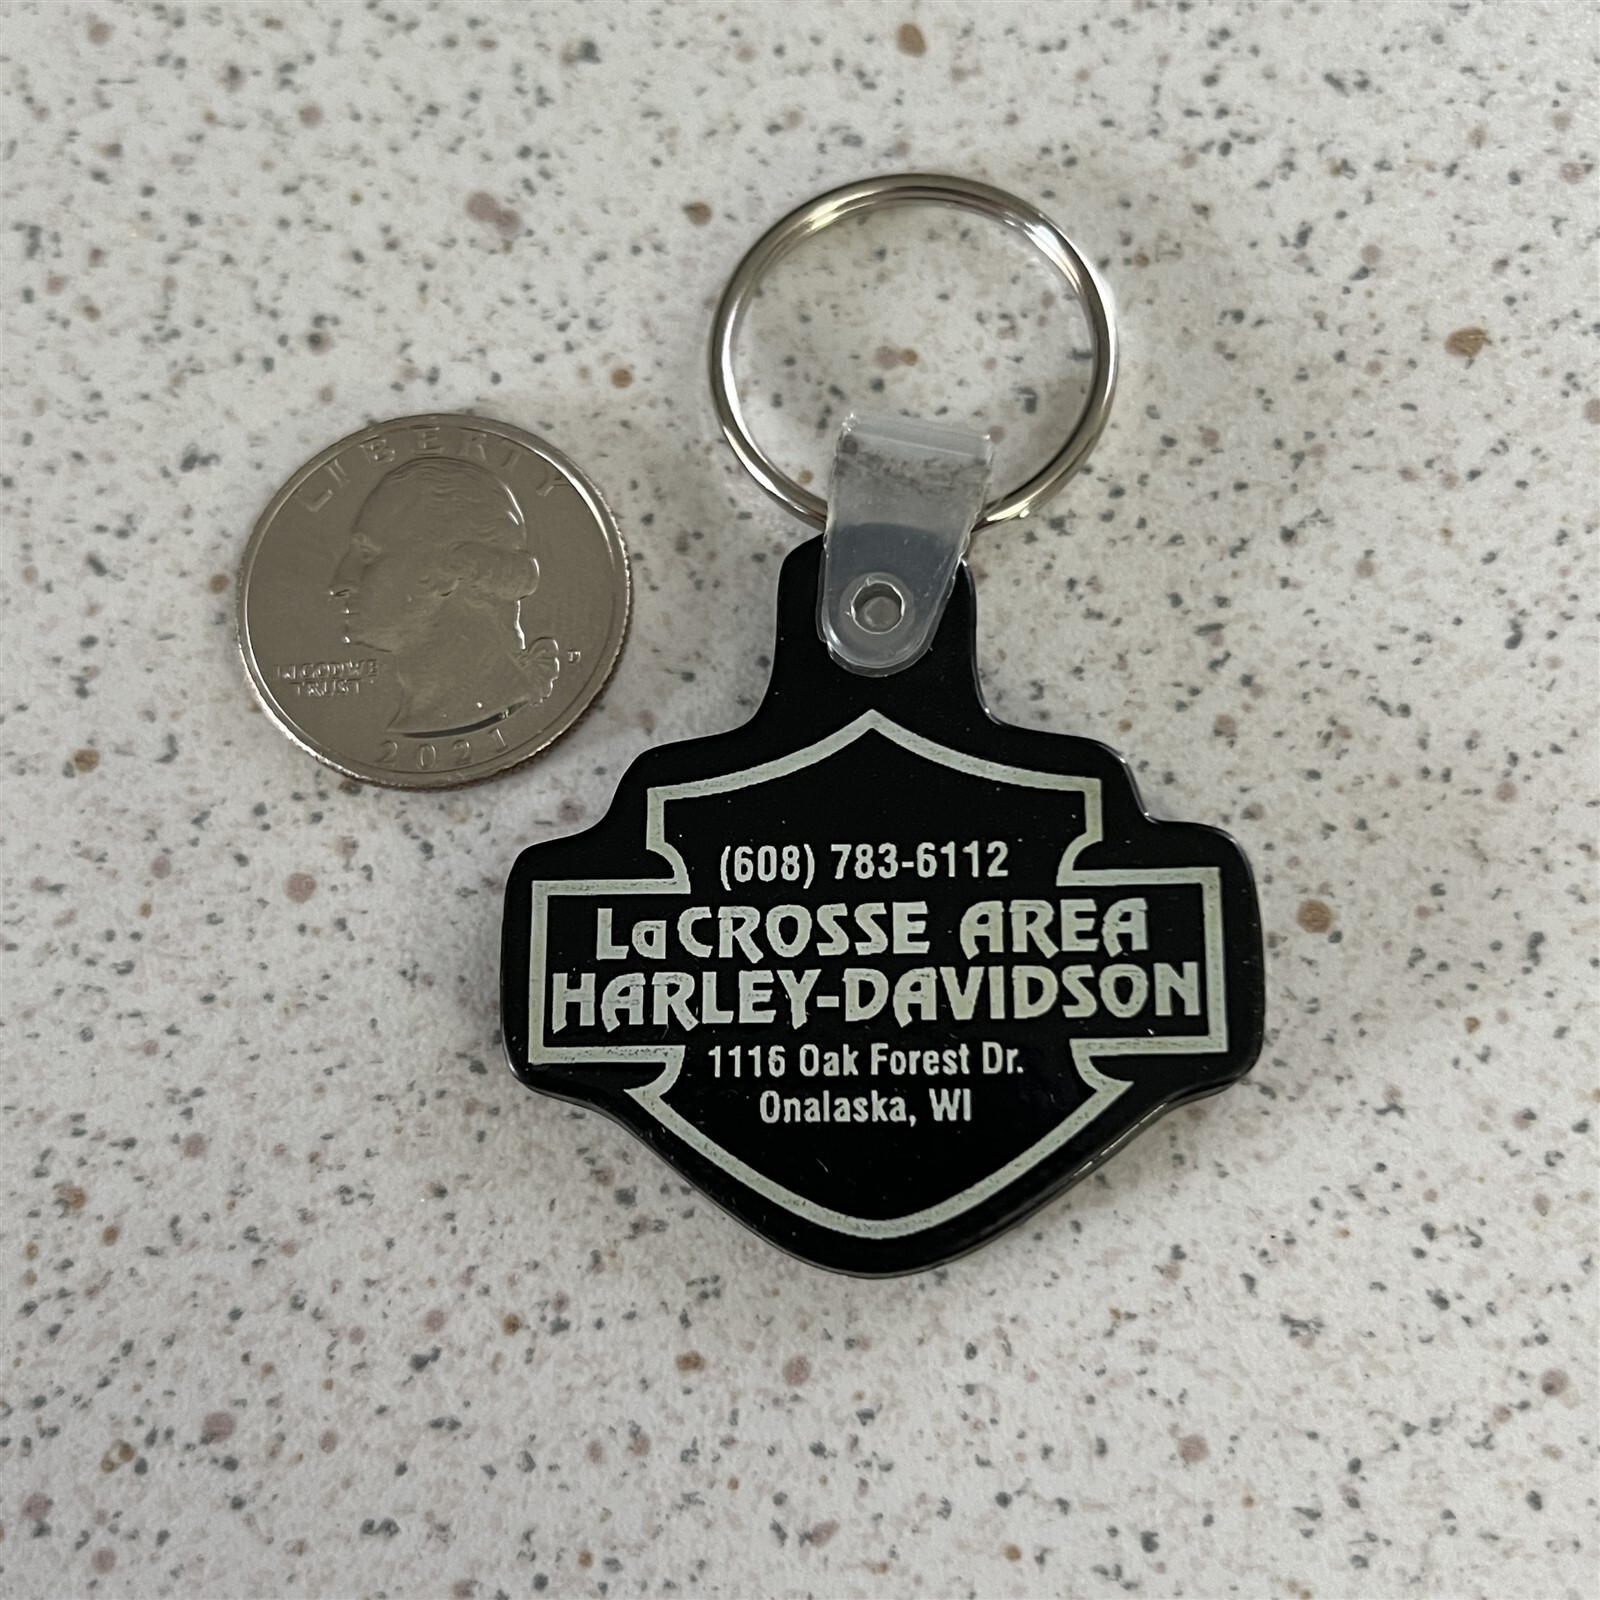 LIBERTY
IN GOD WE
TRUST
2021
(608) 783-6112
LaCROSSE AREA
HARLEY-DAVIDSON
1116 Oak Forest Dr.
Onalaska, WI